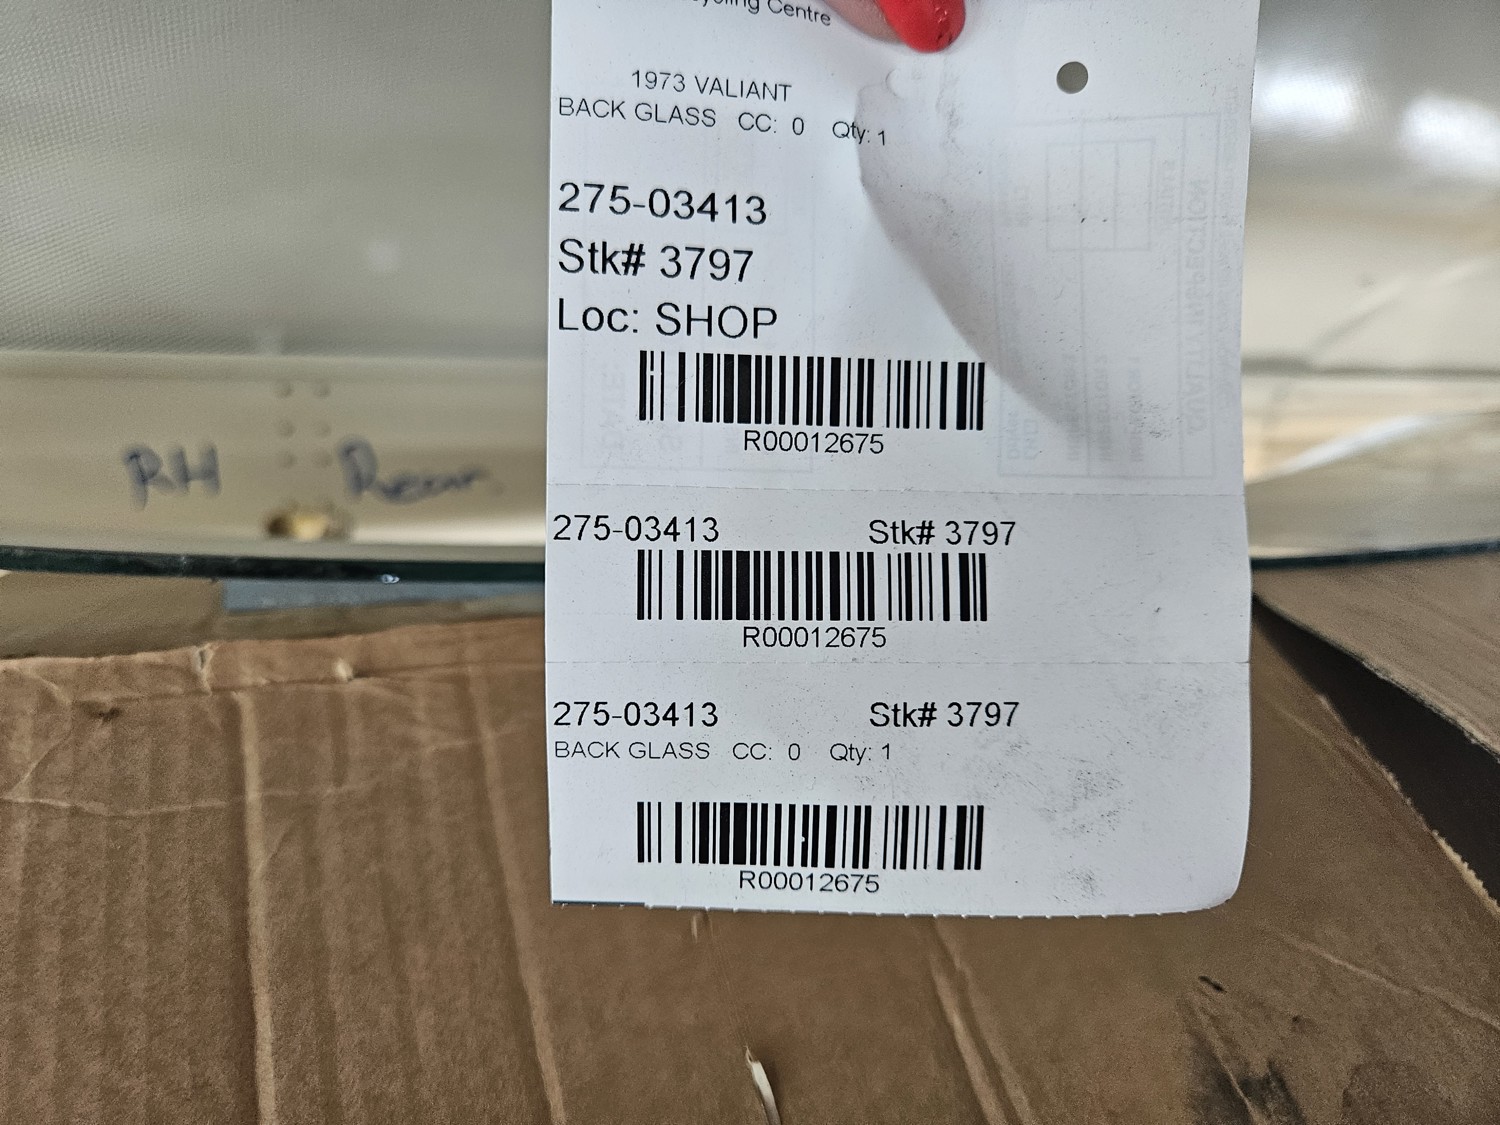 Centre
1973 VALIANT
BACK GLASS CC: 0 Qty: 1
275-03413
Stk# 3797
Loc: SHOP
R00012675
RH Rear
275-03413 Stk# 3797
R00012675
275-03413 Stk# 3797
BACK GLASS CC: 0 Qty: 1
R00012675